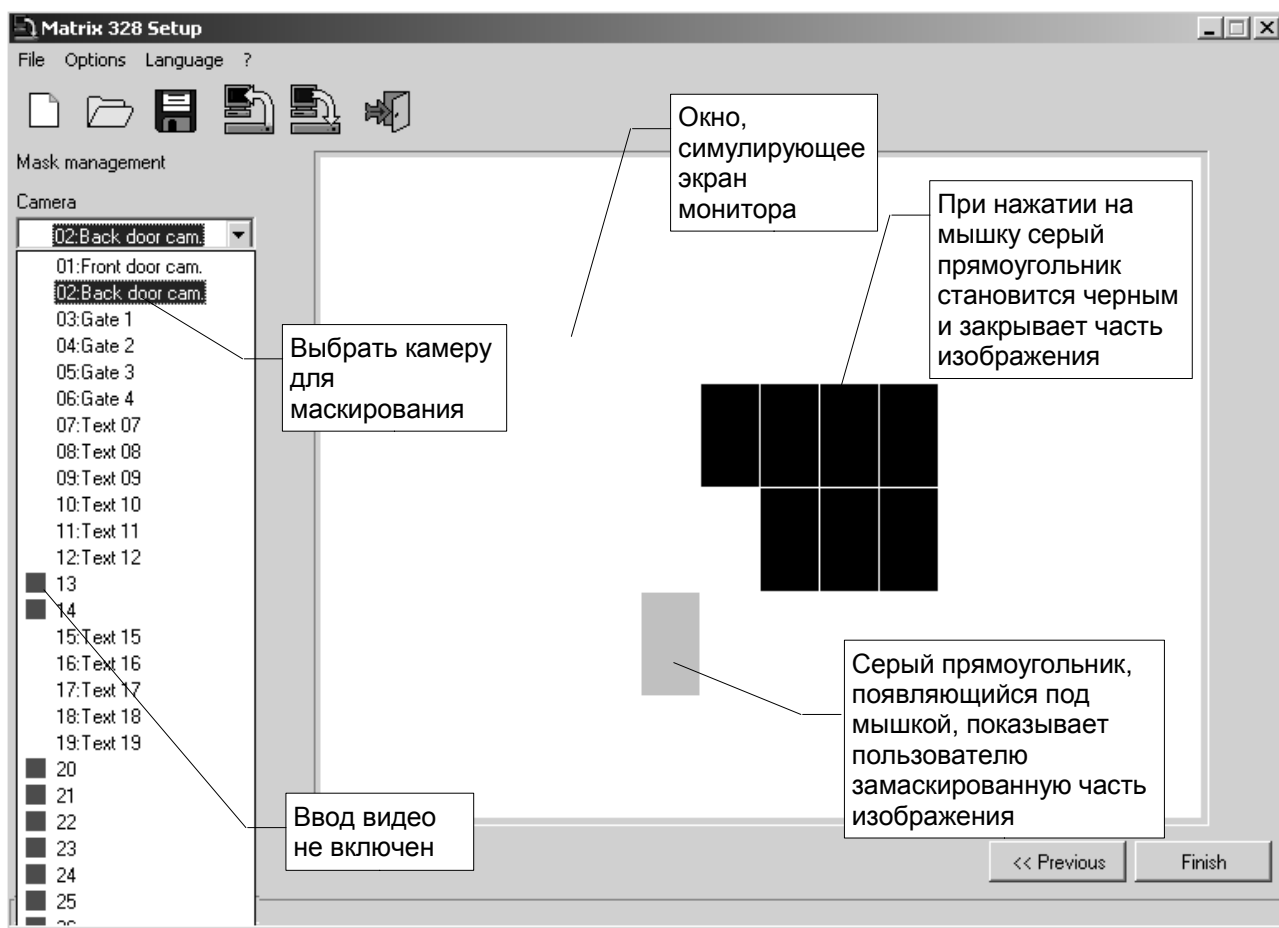 Matrix 328 Setup
File Options Language ?
Mask management
Camera
02:Back door cam.
01:Front door cam.
02:Back door cam.
03:Gate 1
04:Gate 2
05:Gate 3
06:Gate 4
07:Text 07
08:Text 08
09:Text 09
10:Text 10
11:Text 11
12:Text 12
13
14
15:Text 15
16:Text 16
17:Text 17
18:Text 18
19:Text 19
20
21
22
23
24
25
Окно,
симулирующее
экран
монитора
При нажатии на
мышку серый
прямоугольник
становится черным
и закрывает часть
изображения
Выбрать камеру
для
маскирования
Серый прямоугольник,
появляющийся под
мышкой, показывает
пользователю
замаскированную часть
изображения
Ввод видео
не включен
<< Previous
Finish